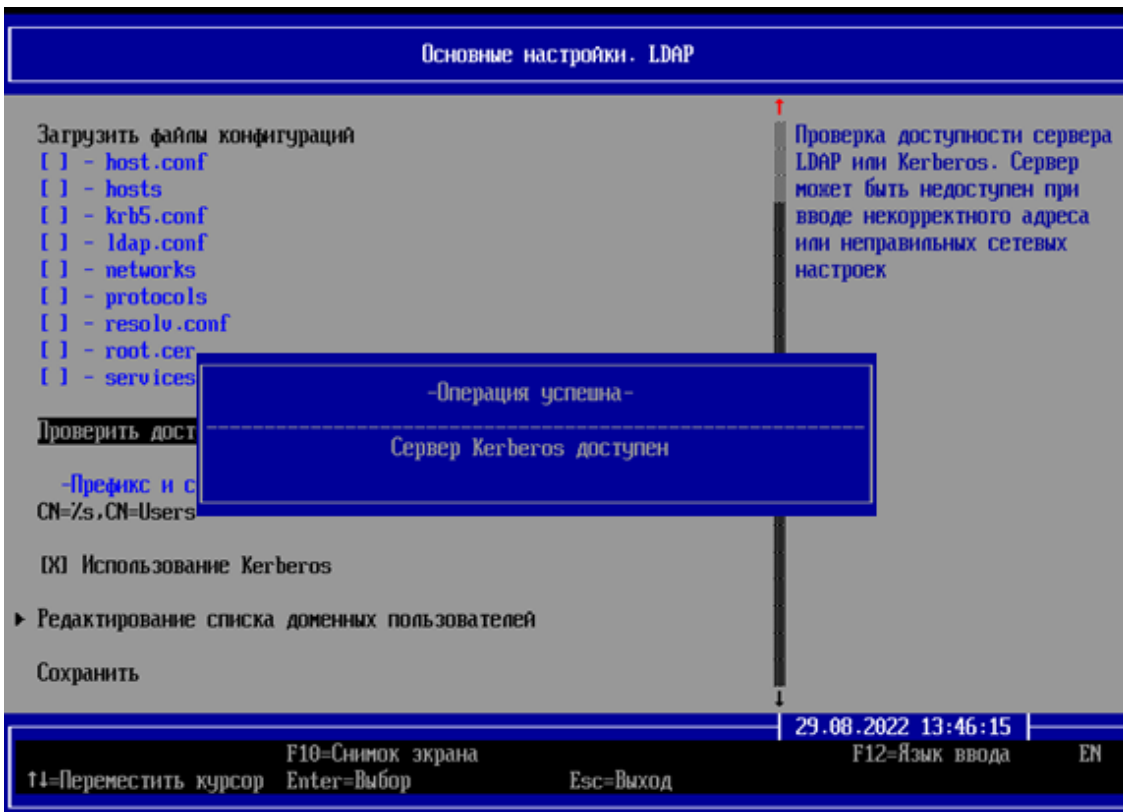 Основные настройки. LDAP
Загрузить файлы конфигураций
[ ] - host.conf
[ ] - hosts
[ ] - krb5.conf
[ ] - ldap.conf
[ ] - networks
[ ] - protocols
[ ] - resolv.conf
[ ] - root.cer
[ ] - services
Проверить дост
-Префикс и с
CN=%s,CN=Users
[X] Использование Kerberos
► Редактирование списка доменных пользователей
Сохранить
-Операция успешна-
Сервер Kerberos доступен
Проверка доступности сервера
LDAP или Kerberos. Сервер
может быть недоступен при
вводе некорректного адреса
или неправильных сетевых
настроек
29.08.2022 13:46:15
F10=Снимок экрана F12=Язык ввода EN
↑↓=Переместить курсор Enter=Выбор Esc=Выход